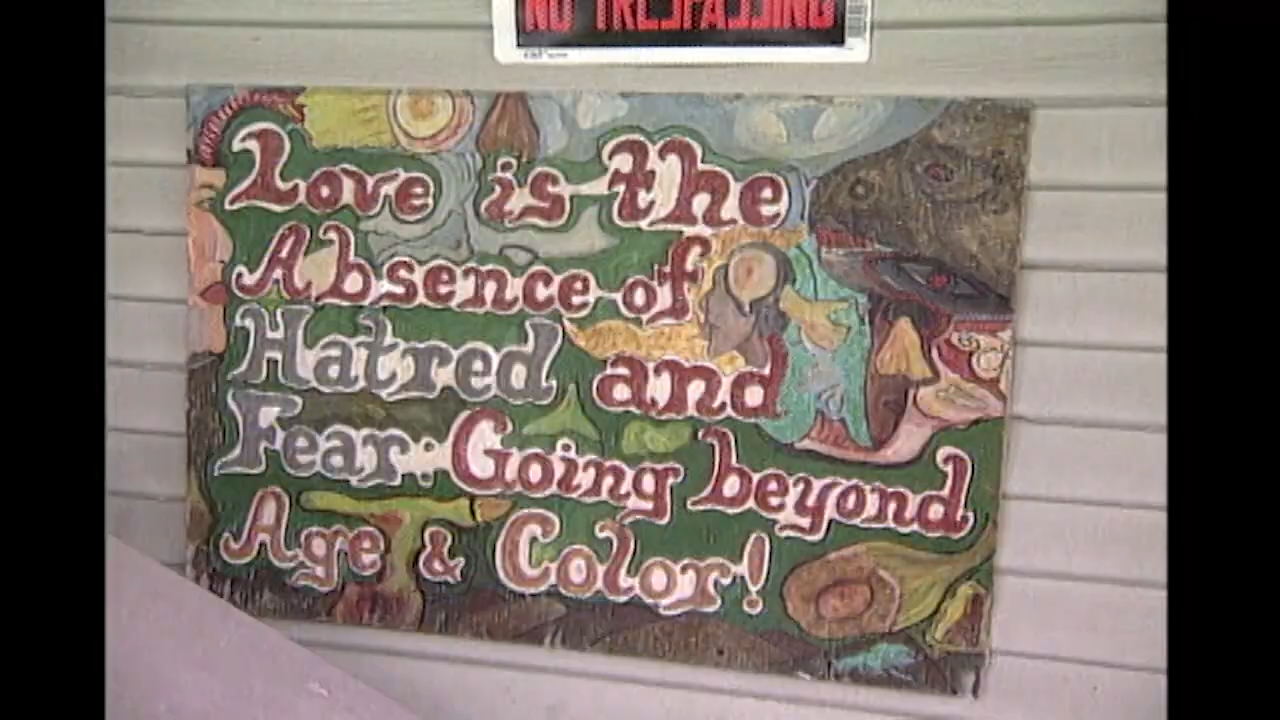 NO TRESPASSING
Love is the
Absence of
Hatred and
Fear. Going beyond
Age & Color!